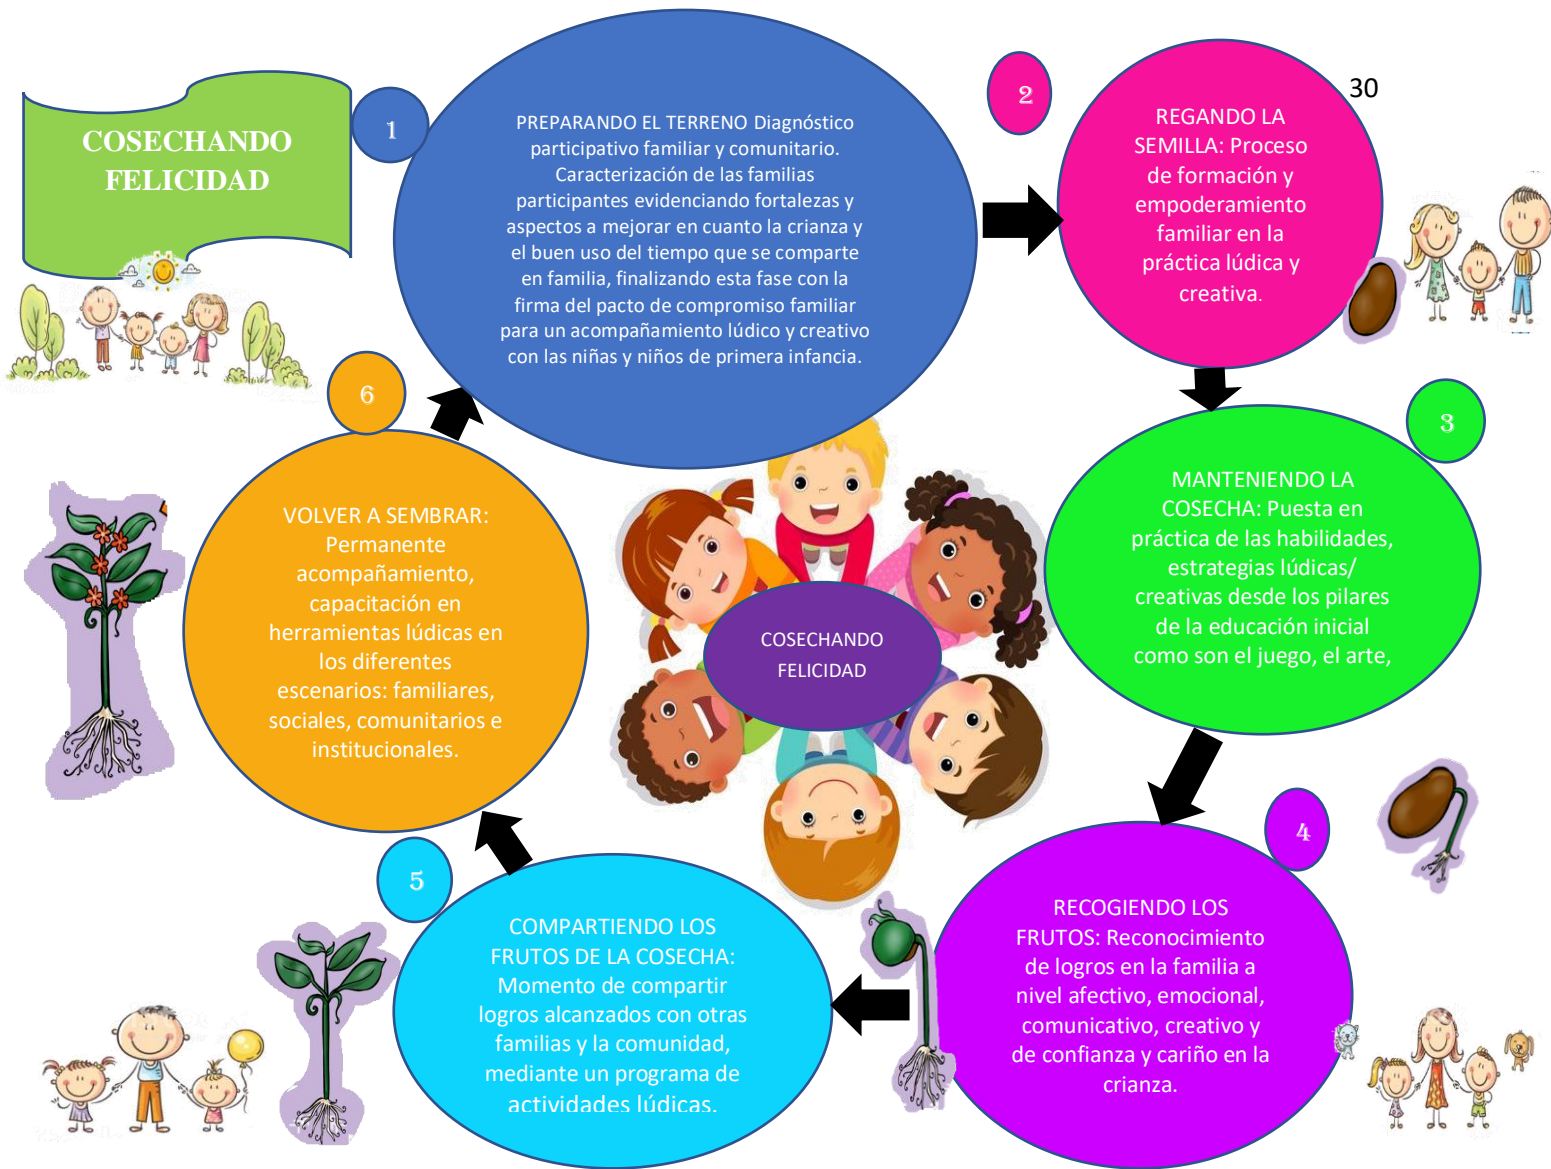 COSECHANDO
FELICIDAD
1
PREPARANDO EL TERRENO Diagnóstico
participativo familiar y comunitario.
Caracterización de las familias
participantes evidenciando fortalezas y
aspectos a mejorar en cuanto la crianza y
el buen uso del tiempo que se comparte
en familia, finalizando esta fase con la
firma del pacto de compromiso familiar
para un acompañamiento lúdico y creativo
con las niñas y niños de primera infancia.
2
30
REGANDO LA
SEMILLA: Proceso
de formación y
empoderamiento
familiar en la
práctica lúdica y
creativa.
3
MANTENIENDO LA
COSECHA: Puesta en
práctica de las habilidades,
estrategias lúdicas/
creativas desde los pilares
de la educación inicial
como son el juego, el arte,
4
RECOGIENDO LOS
FRUTOS: Reconocimiento
de logros en la familia a
nivel afectivo, emocional,
comunicativo, creativo y
de confianza y cariño en la
crianza.
5
COMPARTIENDO LOS
FRUTOS DE LA COSECHA:
Momento de compartir
logros alcanzados con otras
familias y la comunidad,
mediante un programa de
actividades lúdicas.
6
VOLVER A SEMBRAR:
Permanente
acompañamiento,
capacitación en
herramientas lúdicas en
los diferentes
escenarios: familiares,
sociales, comunitarios e
institucionales.
COSECHANDO
FELICIDAD